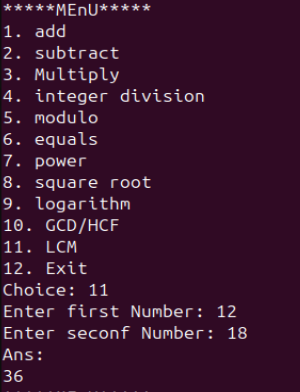 *****MEnU*****
1. add
2. subtract
3. Multiply
4. integer division
5. modulo
6. equals
7. power
8. square root
9. logarithm
10. GCD/HCF
11. LCM
12. Exit
Choice: 11
Enter first Number: 12
Enter seconf Number: 18
Ans:
36